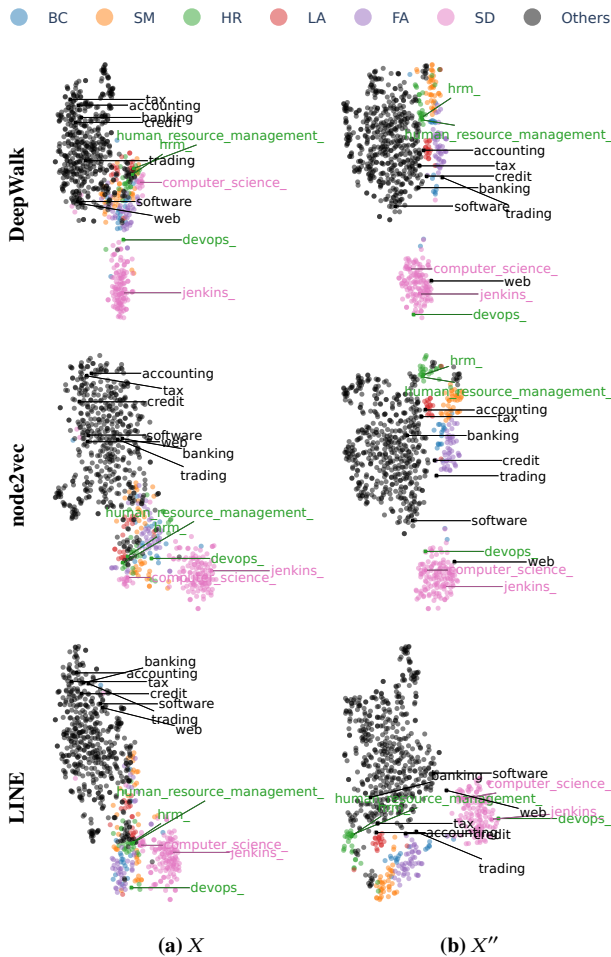 BC SM HR LA FA SD Others
DeepWalk
tax
accounting
banking
credit
human_resource_management_
hrm_
trading
computer_science_
software
web
devops_
jenkins_
hrm_
human_resource_management_
accounting
tax
credit
banking
trading
software
computer_science_
web
jenkins_
devops_
node2vec
accounting
tax
credit
software
web
banking
trading
human_resource_management_
hrm_
devops_
jenkins_
computer_science_
hrm_
human_resource_management_
accounting
tax
banking
credit
trading
software
devops_
web
computer_science_
jenkins_
LINE
banking
accounting
tax
credit
software
trading
web
human_resource_management_
hrm_
computer_science_
jenkins_
devops_
software
banking
computer_science_
human_resource_management_
web
jenkins_
devops_
tax
accounting
credit
trading
(a) X
(b) X″